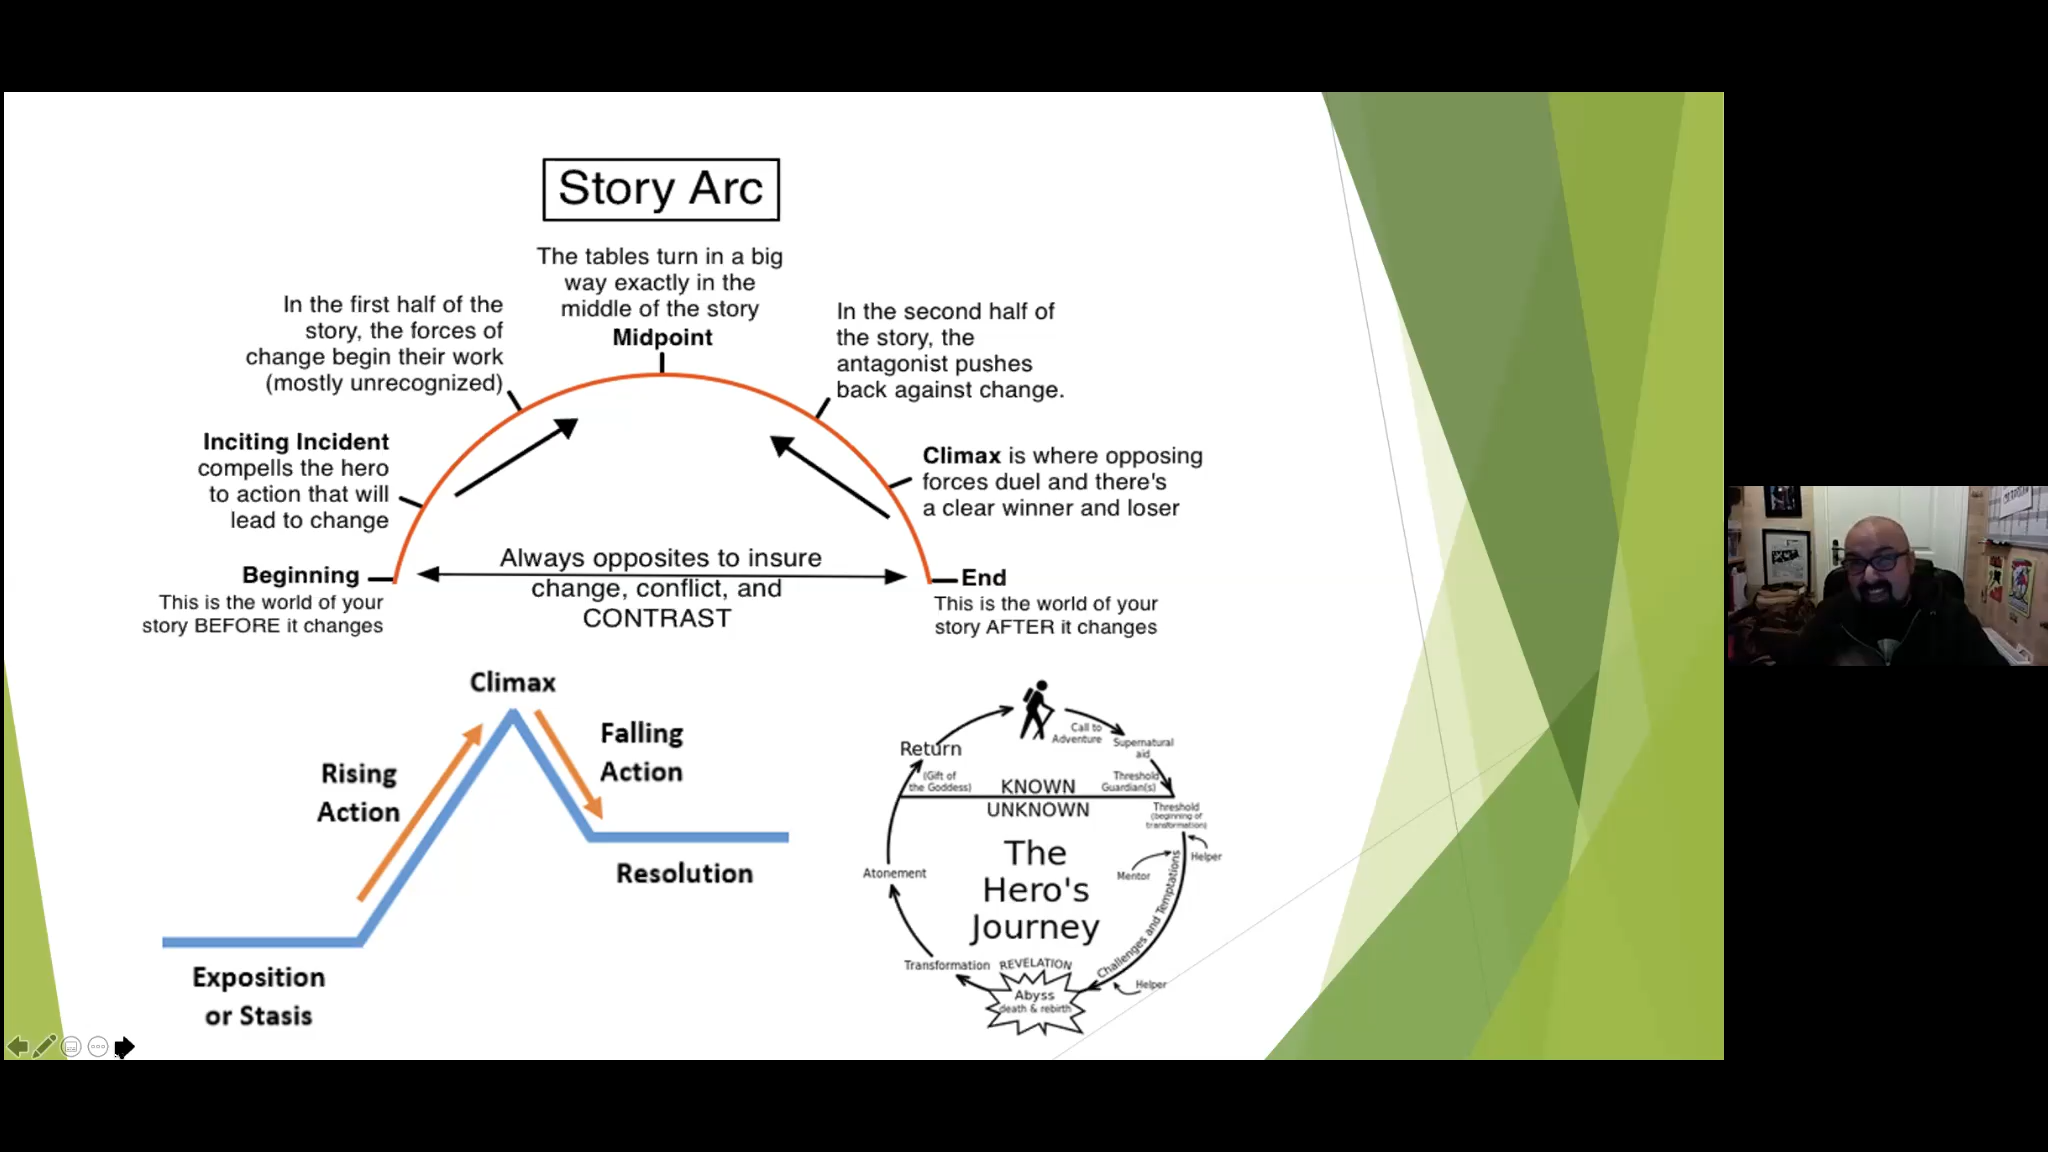 Story Arc
The tables turn in a big
way exactly in the
middle of the story
Midpoint
In the first half of the
story, the forces of
change begin their work
(mostly unrecognized)
In the second half of
the story, the
antagonist pushes
back against change.
Inciting Incident
compells the hero
to action that will
lead to change
Climax is where opposing
forces duel and there's
a clear winner and loser
Beginning
This is the world of your
story BEFORE it changes
Always opposites to insure
change, conflict, and
CONTRAST
End
This is the world of your
story AFTER it changes
Climax
Rising
Action
Falling
Action
Resolution
Exposition
or Stasis
Call to
Adventure
Supernatural
aid
Return
(Gift of
the Goddess)
KNOWN
Threshold
Guardian(s)
UNKNOWN
Threshold
(beginning of
transformation)
Helper
Mentor
Challenges and Temptations
The
Hero's
Journey
Atonement
Transformation
REVELATION
Abyss
death & rebirth
Helper